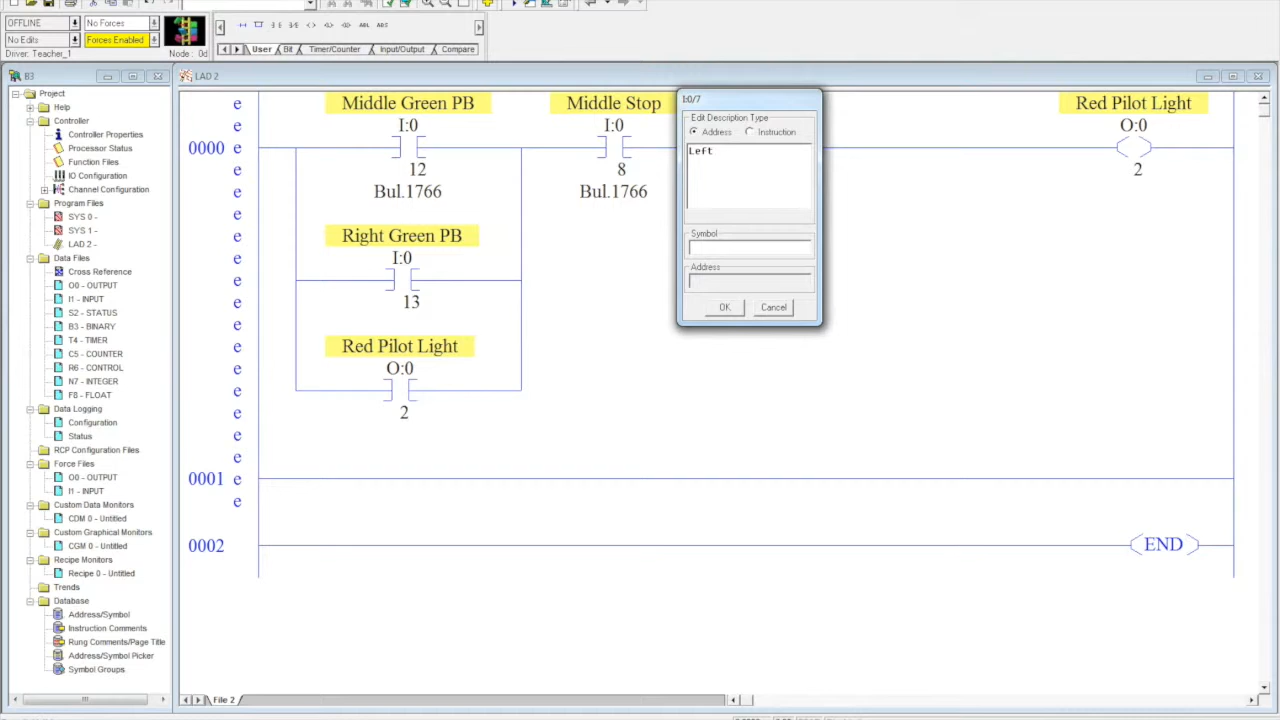 OFFLINE No Forces
No Edits Forces Enabled
Driver: Teacher_1 Node : 0d
ABL ABS
User Bit Timer/Counter Input/Output Compare
B3
LAD 2
Project
Help
Controller
Controller Properties
Processor Status
Function Files
IO Configuration
Channel Configuration
Program Files
SYS 0 -
SYS 1 -
LAD 2 -
Data Files
Cross Reference
O0 - OUTPUT
I1 - INPUT
S2 - STATUS
B3 - BINARY
T4 - TIMER
C5 - COUNTER
R6 - CONTROL
N7 - INTEGER
F8 - FLOAT
Data Logging
Configuration
Status
RCP Configuration Files
Force Files
O0 - OUTPUT
I1 - INPUT
Custom Data Monitors
CDM 0 - Untitled
Custom Graphical Monitors
CGM 0 - Untitled
Recipe Monitors
Recipe 0 - Untitled
Trends
Database
Address/Symbol
Instruction Comments
Rung Comments/Page Title
Address/Symbol Picker
Symbol Groups
e Middle Green PB Middle Stop Red Pilot Light
e I:0 I:0 O:0
0000 e
e 12 8 2
e Bul.1766 Bul.1766
e
e Right Green PB
e I:0
e
e 13
e
e Red Pilot Light
e O:0
e
e 2
e
e
0001 e
e
0002 END
I:0/7
Edit Description Type
Address Instruction
Left
Symbol
Address
OK Cancel
File 2